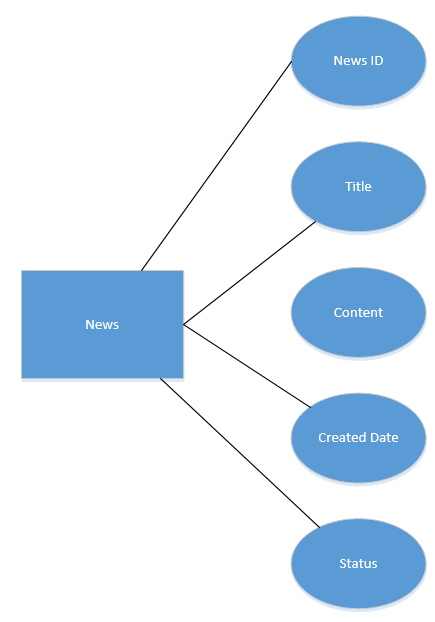 News ID
Title
News
Content
Created Date
Status